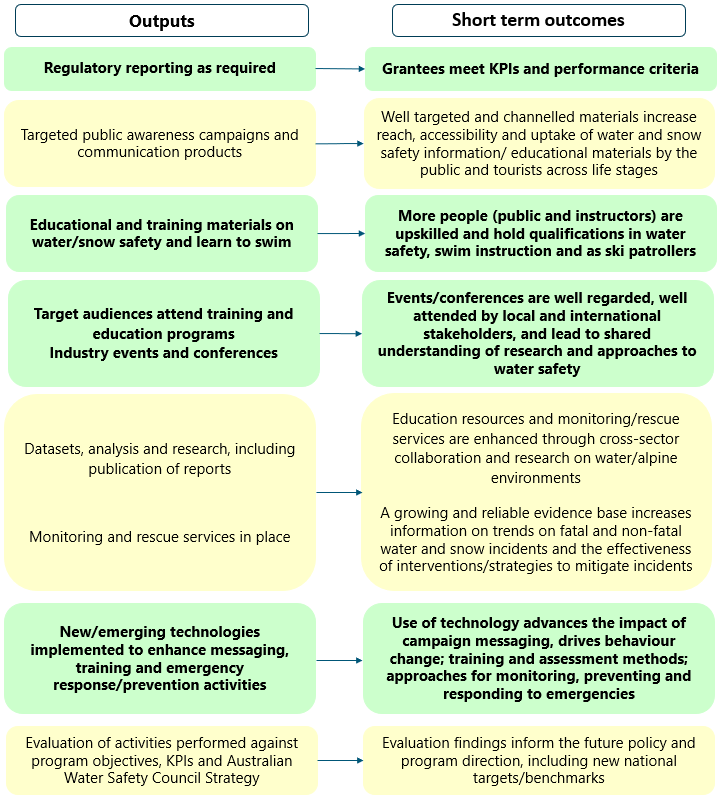 Outputs
Short term outcomes
Regulatory reporting as required
Grantees meet KPIs and performance criteria
Targeted public awareness campaigns and
communication products
Well targeted and channelled materials increase
reach, accessibility and uptake of water and snow
safety information/ educational materials by the
public and tourists across life stages
Educational and training materials on
water/snow safety and learn to swim
More people (public and instructors) are
upskilled and hold qualifications in water
safety, swim instruction and as ski patrollers
Target audiences attend training and
education programs
Industry events and conferences
Events/conferences are well regarded, well
attended by local and international
stakeholders, and lead to shared
understanding of research and approaches to
water safety
Datasets, analysis and research, including
publication of reports
Monitoring and rescue services in place
Education resources and monitoring/rescue
services are enhanced through cross-sector
collaboration and research on water/alpine
environments
A growing and reliable evidence base increases
information on trends on fatal and non-fatal
water and snow incidents and the effectiveness
of interventions/strategies to mitigate incidents
New/emerging technologies
implemented to enhance messaging,
training and emergency
response/prevention activities
Use of technology advances the impact of
campaign messaging, drives behaviour
change; training and assessment methods;
approaches for monitoring, preventing and
responding to emergencies
Evaluation of activities performed against
program objectives, KPIs and Australian
Water Safety Council Strategy
Evaluation findings inform the future policy and
program direction, including new national
targets/benchmarks